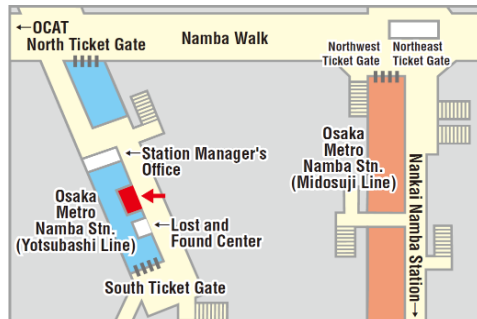 ←OCAT
North Ticket Gate
Namba Walk
Northwest
Ticket Gate
Northeast
Ticket Gate
←Station Manager's
Office
Osaka
Metro
Namba Stn.
(Midosuji Line)
Osaka
Metro
Namba Stn.
(Yotsubashi Line)
←Lost and
Found Center
South Ticket Gate
Nankai Namba Station→